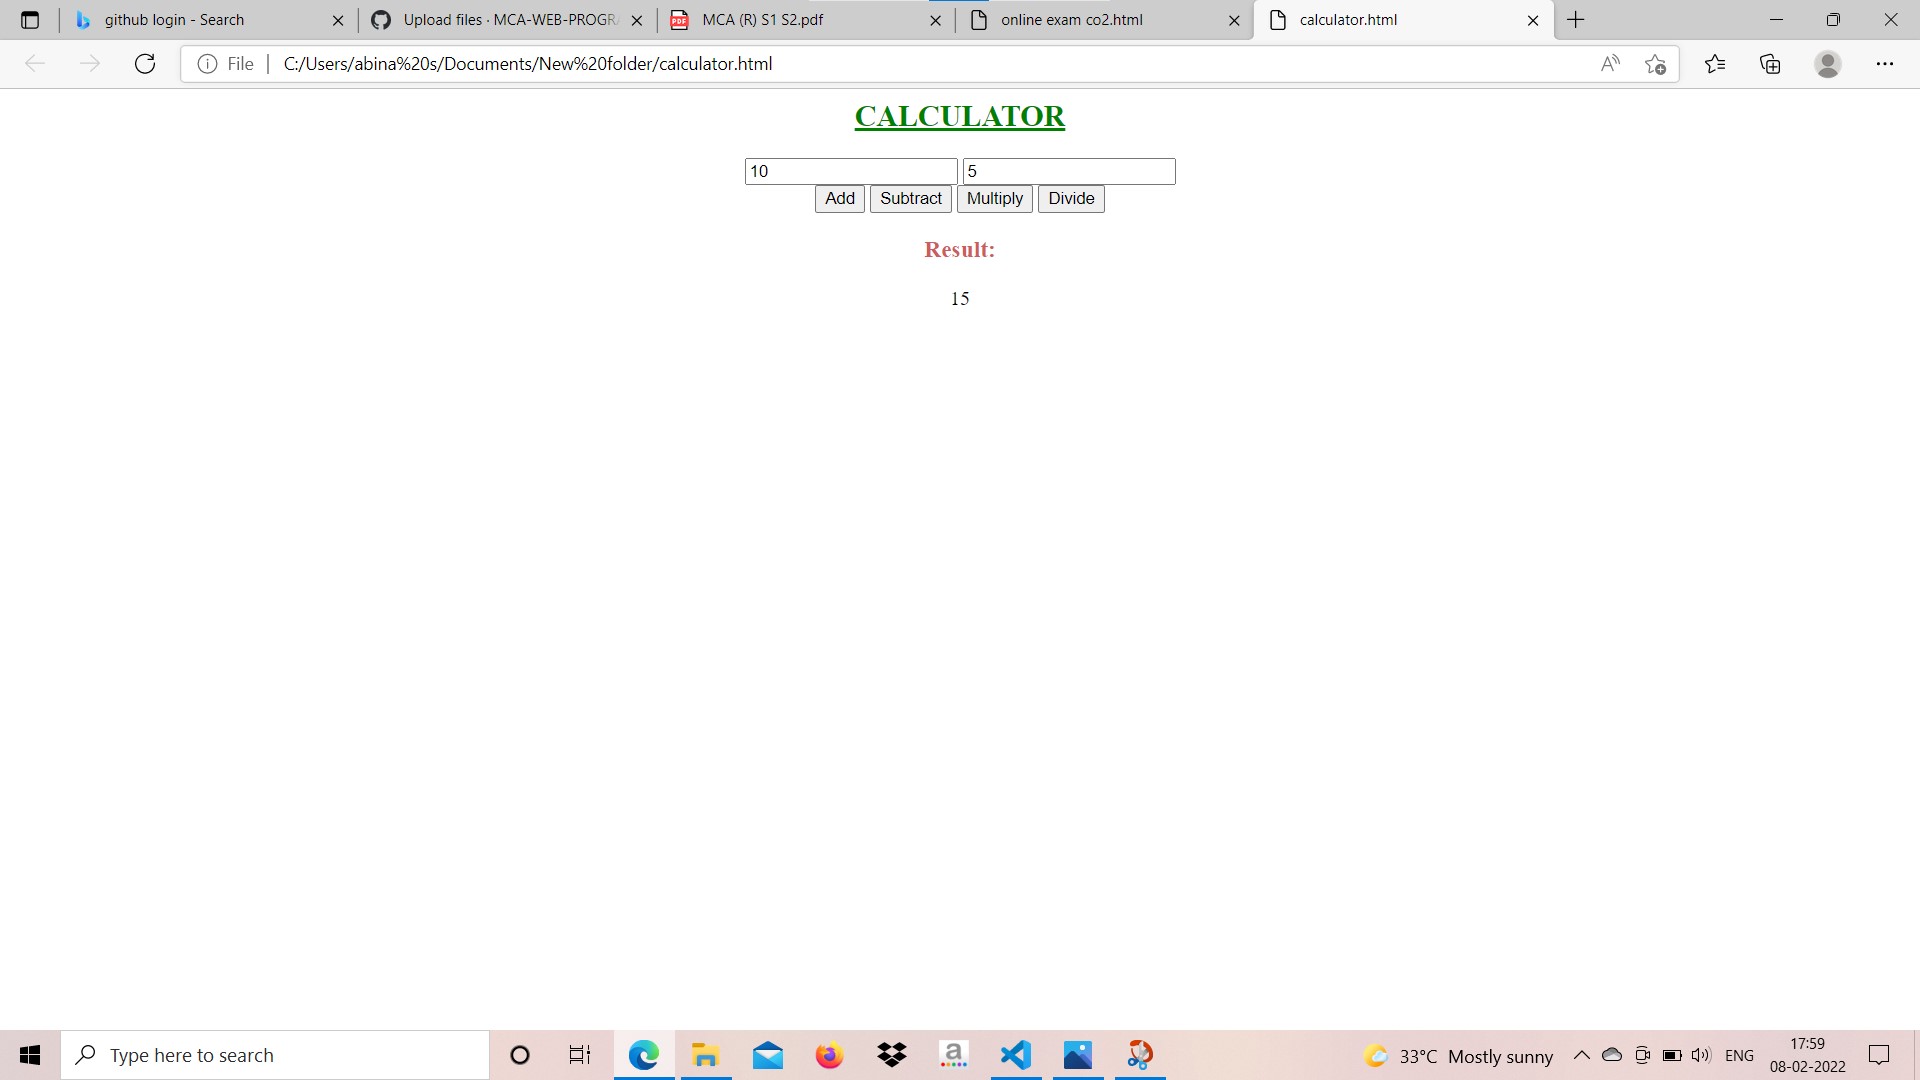 github login - Search
Upload files · MCA-WEB-PROGRA
MCA (R) S1 S2.pdf
online exam co2.html
calculator.html
File
C:/Users/abina%20s/Documents/New%20folder/calculator.html
CALCULATOR
10 5
Add Subtract Multiply Divide
Result:
15
Type here to search
33°C Mostly sunny
ENG
17:59
08-02-2022